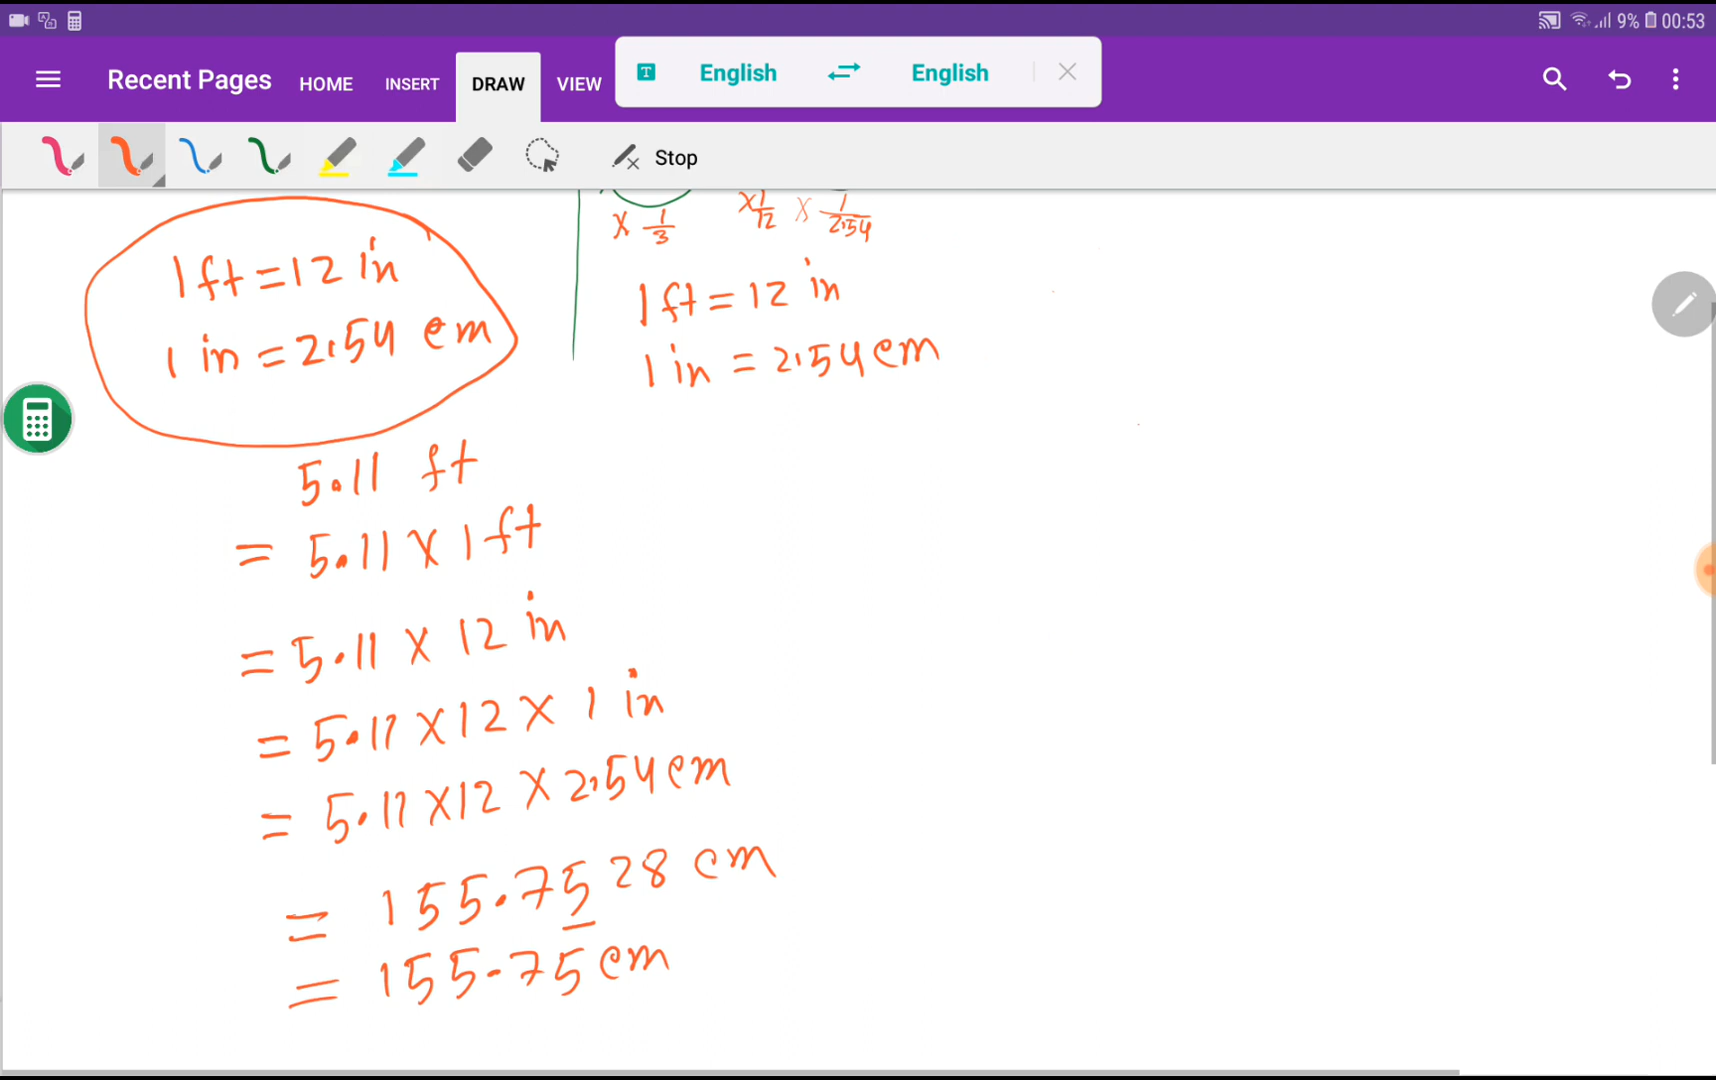 9% 00:53
Recent Pages HOME INSERT DRAW VIEW
English English
Stop
1 ft = 12 in
1 in = 2.54 cm
× 1/3 × 1/12 × 1/2.54
1 ft = 12 in
1 in = 2.54 cm
5.11 ft
= 5.11 × 1 ft
= 5.11 × 12 in
= 5.11 × 12 × 1 in
= 5.11 × 12 × 2.54 cm
= 155.7528 cm
= 155.75 cm